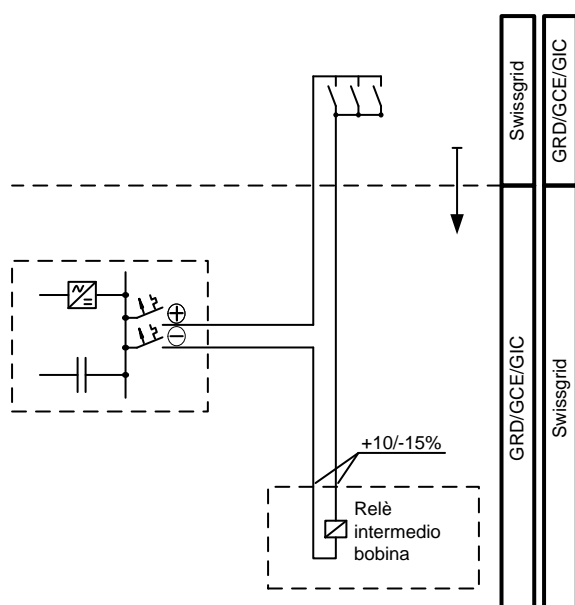 Swissgrid
GRD/GCE/GIC
GRD/GCE/GIC
Swissgrid
+10/-15%
Relè
intermedio
bobina